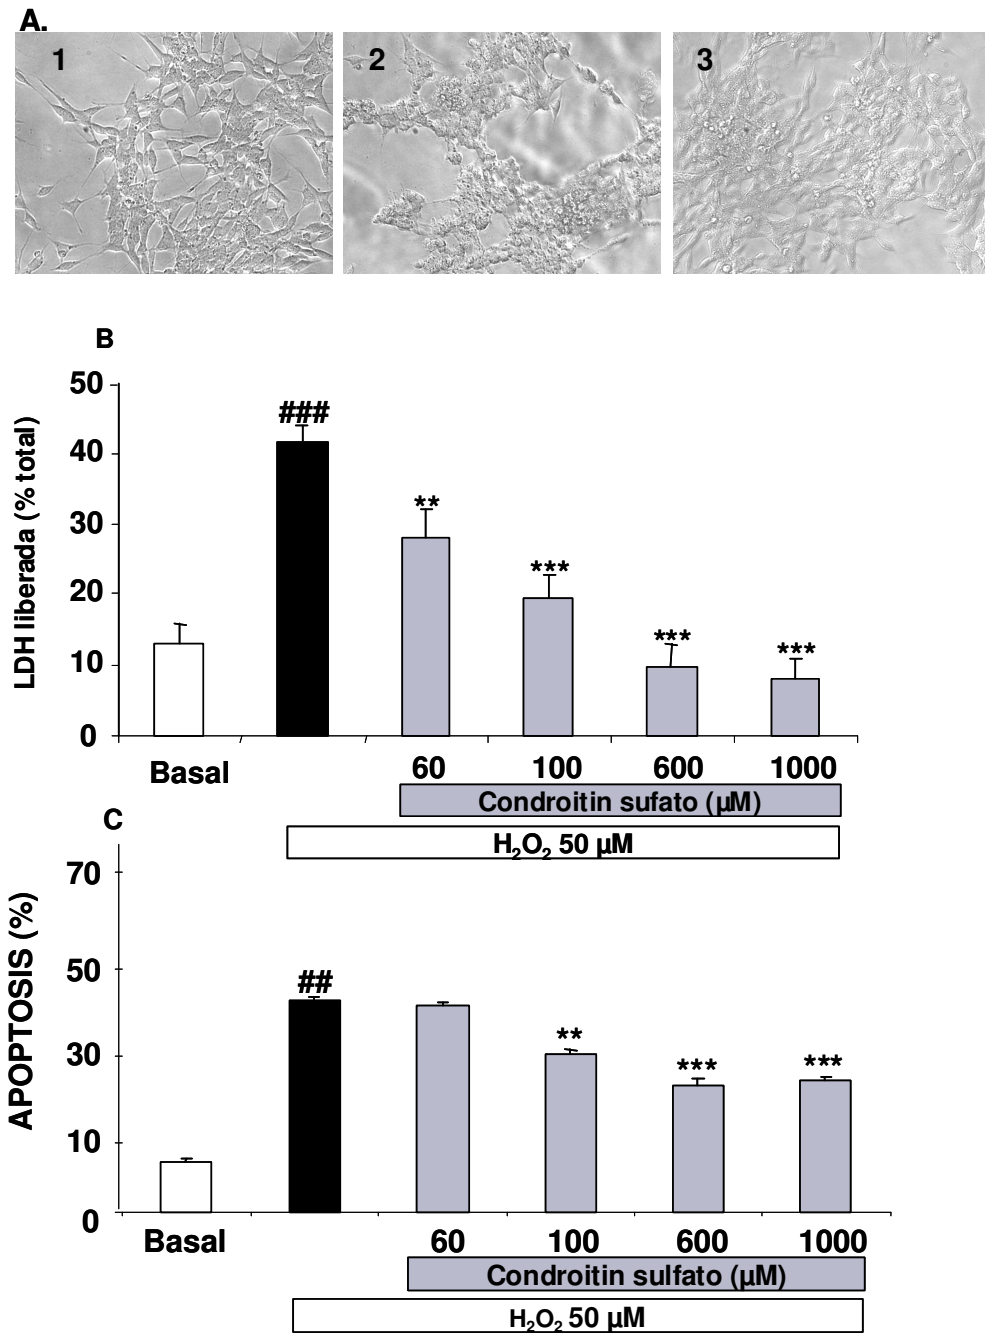 A.
1 2 3
B
LDH liberada (% total)
50
40
30
20
10
0
###
**
***
***
***
Basal 60 100 600 1000
Condroitin sufato (µM)
H₂O₂ 50 µM
C
APOPTOSIS (%)
70
50
30
10
0
##
**
***
***
Basal 60 100 600 1000
Condroitin sulfato (µM)
H₂O₂ 50 µM